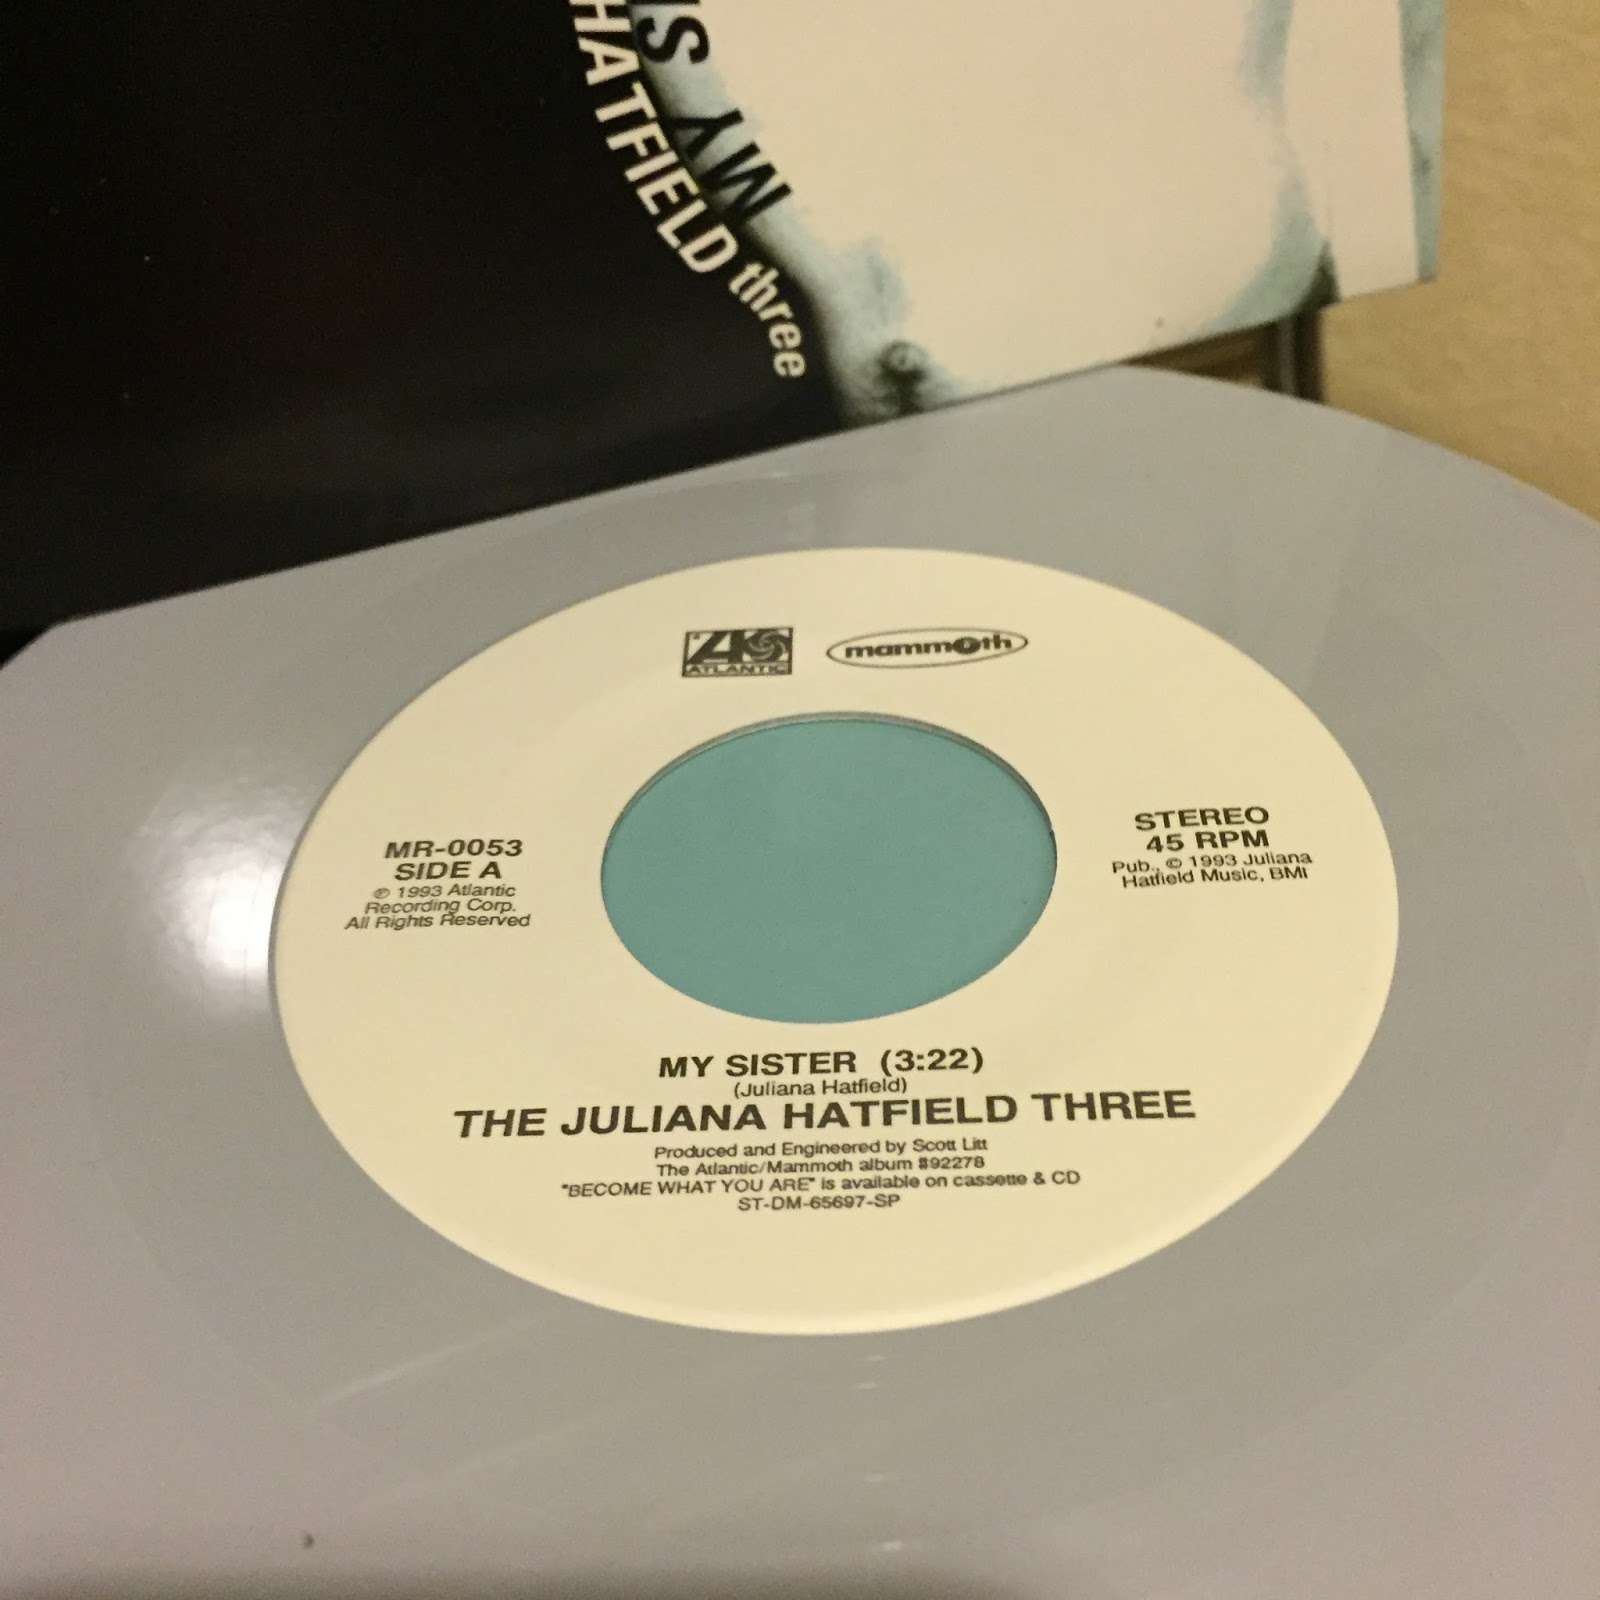 MY
HATFIELD three
ATLANTIC
mammoth
MR-0053
SIDE A
℗ 1993 Atlantic
Recording Corp.
All Rights Reserved
STEREO
45 RPM
Pub., © 1993 Juliana
Hatfield Music, BMI
MY SISTER (3:22)
(Juliana Hatfield)
THE JULIANA HATFIELD THREE
Produced and Engineered by Scott Litt
The Atlantic/Mammoth album #92278
"BECOME WHAT YOU ARE" is available on cassette & CD
ST-DM-65697-SP